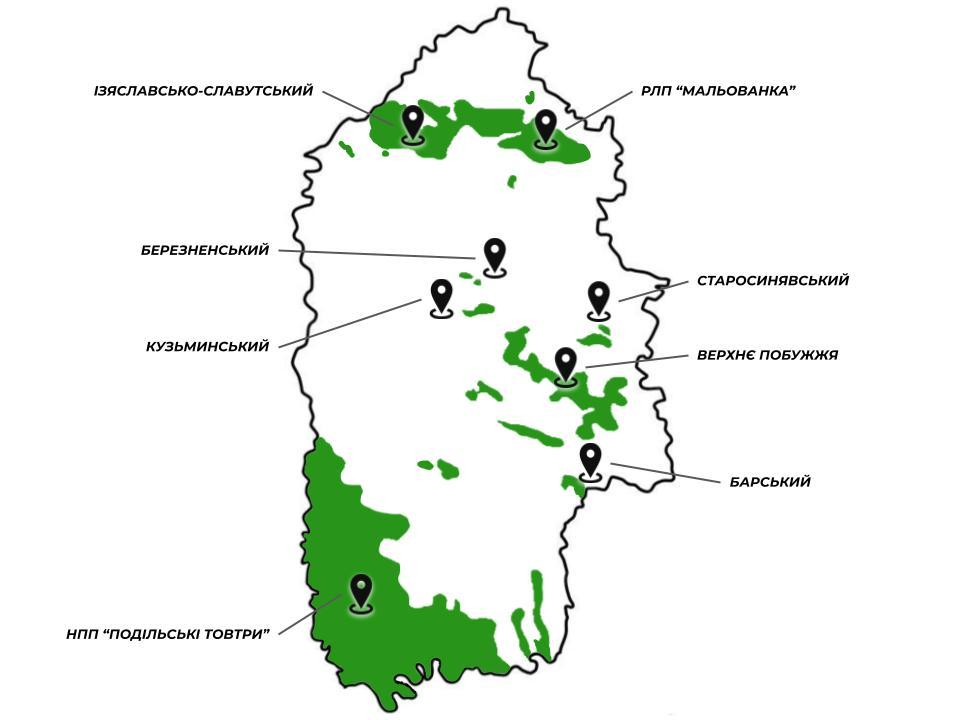 ІЗЯСЛАВСЬКО-СЛАВУТСЬКИЙ
РЛП “МАЛЬОВАНКА”
БЕРЕЗНЕНСЬКИЙ
СТАРОСИНЯВСЬКИЙ
КУЗЬМИНСЬКИЙ
ВЕРХНЄ ПОБУЖЖЯ
БАРСЬКИЙ
НПП “ПОДІЛЬСЬКІ ТОВТРИ”